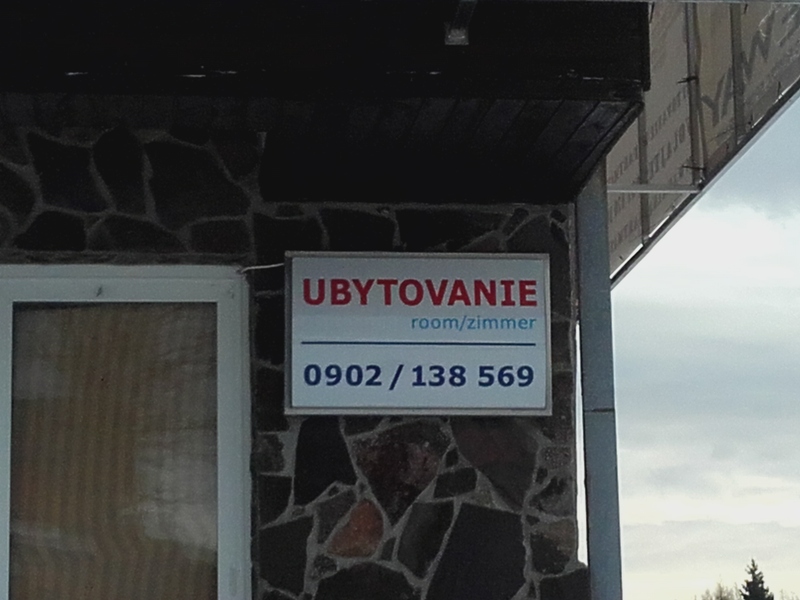 UBYTOVANIE
room/zimmer
0902 / 138 569